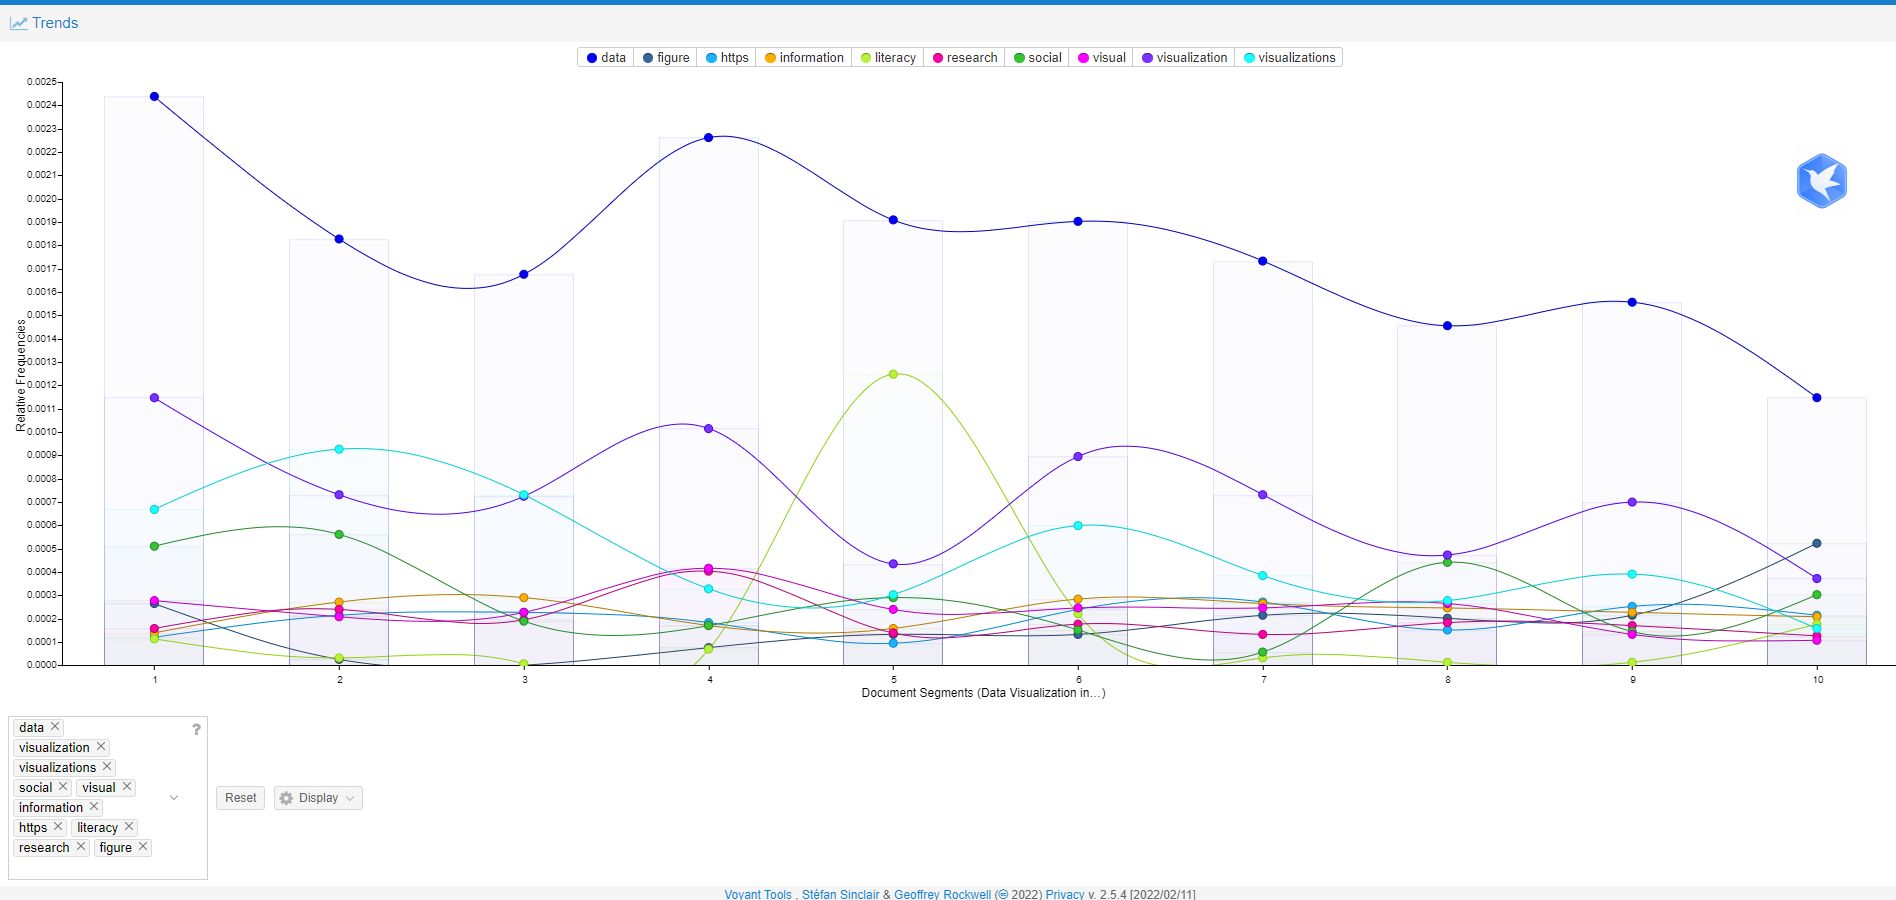 Trends
data figure https information literacy research social visual visualization visualizations
0.0025
0.0024
0.0023
0.0022
0.0021
0.0020
0.0019
0.0018
0.0017
0.0016
0.0015
0.0014
0.0013
0.0012
0.0011
0.0010
0.0009
0.0008
0.0007
0.0006
0.0005
0.0004
0.0003
0.0002
0.0001
0.0000
Relative Frequencies
1 2 3 4 5 6 7 8 9 10
Document Segments (Data Visualization in…)
data ?
visualization
visualizations
social visual
information
https literacy
research figure
Reset Display
Voyant Tools , Stéfan Sinclair & Geoffrey Rockwell (🄯 2022) Privacy v. 2.5.4 [2022/02/11]